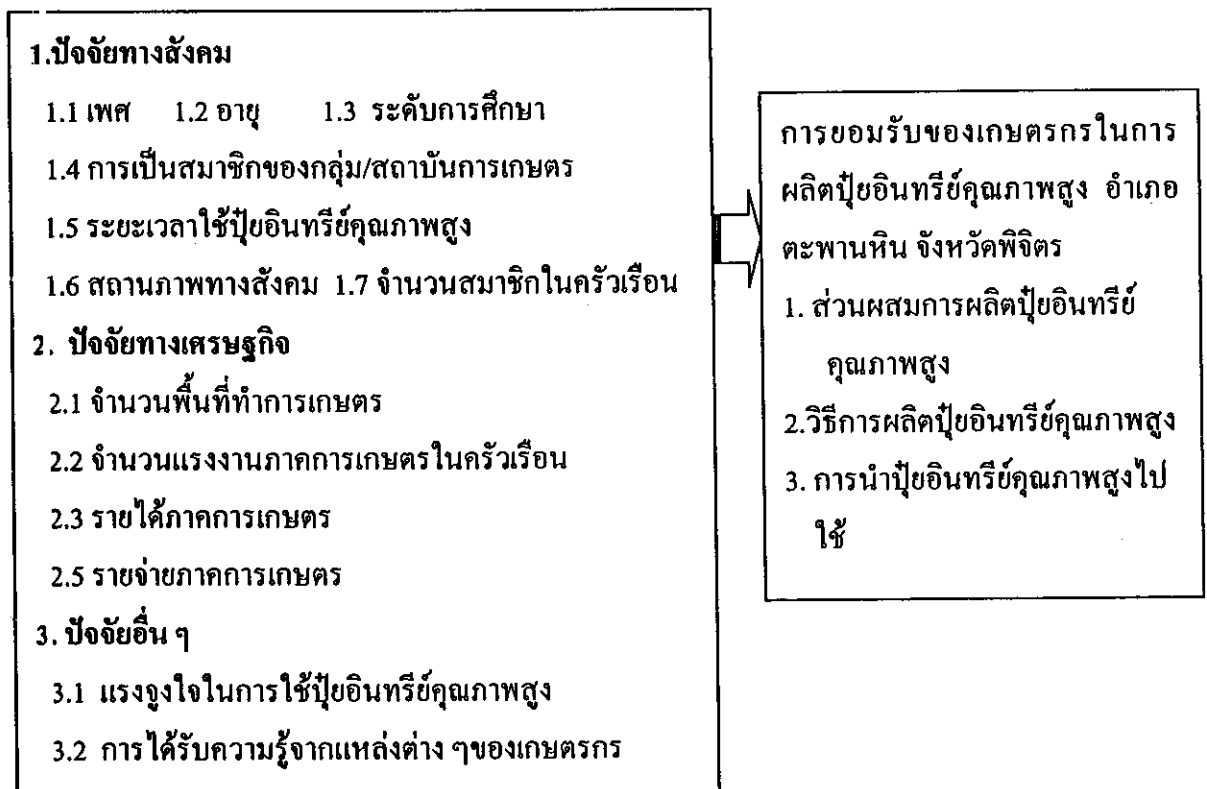 1.ปัจจัยทางสังคม
1.1 เพศ 1.2 อายุ 1.3 ระดับการศึกษา
1.4 การเป็นสมาชิกของกลุ่ม/สถาบันการเกษตร
1.5 ระยะเวลาใช้ปุ๋ยอินทรีย์คุณภาพสูง
1.6 สถานภาพทางสังคม 1.7 จำนวนสมาชิกในครัวเรือน
2. ปัจจัยทางเศรษฐกิจ
2.1 จำนวนพื้นที่ทำการเกษตร
2.2 จำนวนแรงงานภาคการเกษตรในครัวเรือน
2.3 รายได้ภาคการเกษตร
2.5 รายจ่ายภาคการเกษตร
3. ปัจจัยอื่น ๆ
3.1 แรงจูงใจในการใช้ปุ๋ยอินทรีย์คุณภาพสูง
3.2 การได้รับความรู้จากแหล่งต่าง ๆของเกษตรกร
การยอมรับของเกษตรกรในการ
ผลิตปุ๋ยอินทรีย์คุณภาพสูง อำเภอ
ตะพานหิน จังหวัดพิจิตร
1. ส่วนผสมการผลิตปุ๋ยอินทรีย์
คุณภาพสูง
2.วิธีการผลิตปุ๋ยอินทรีย์คุณภาพสูง
3. การนำปุ๋ยอินทรีย์คุณภาพสูงไป
ใช้